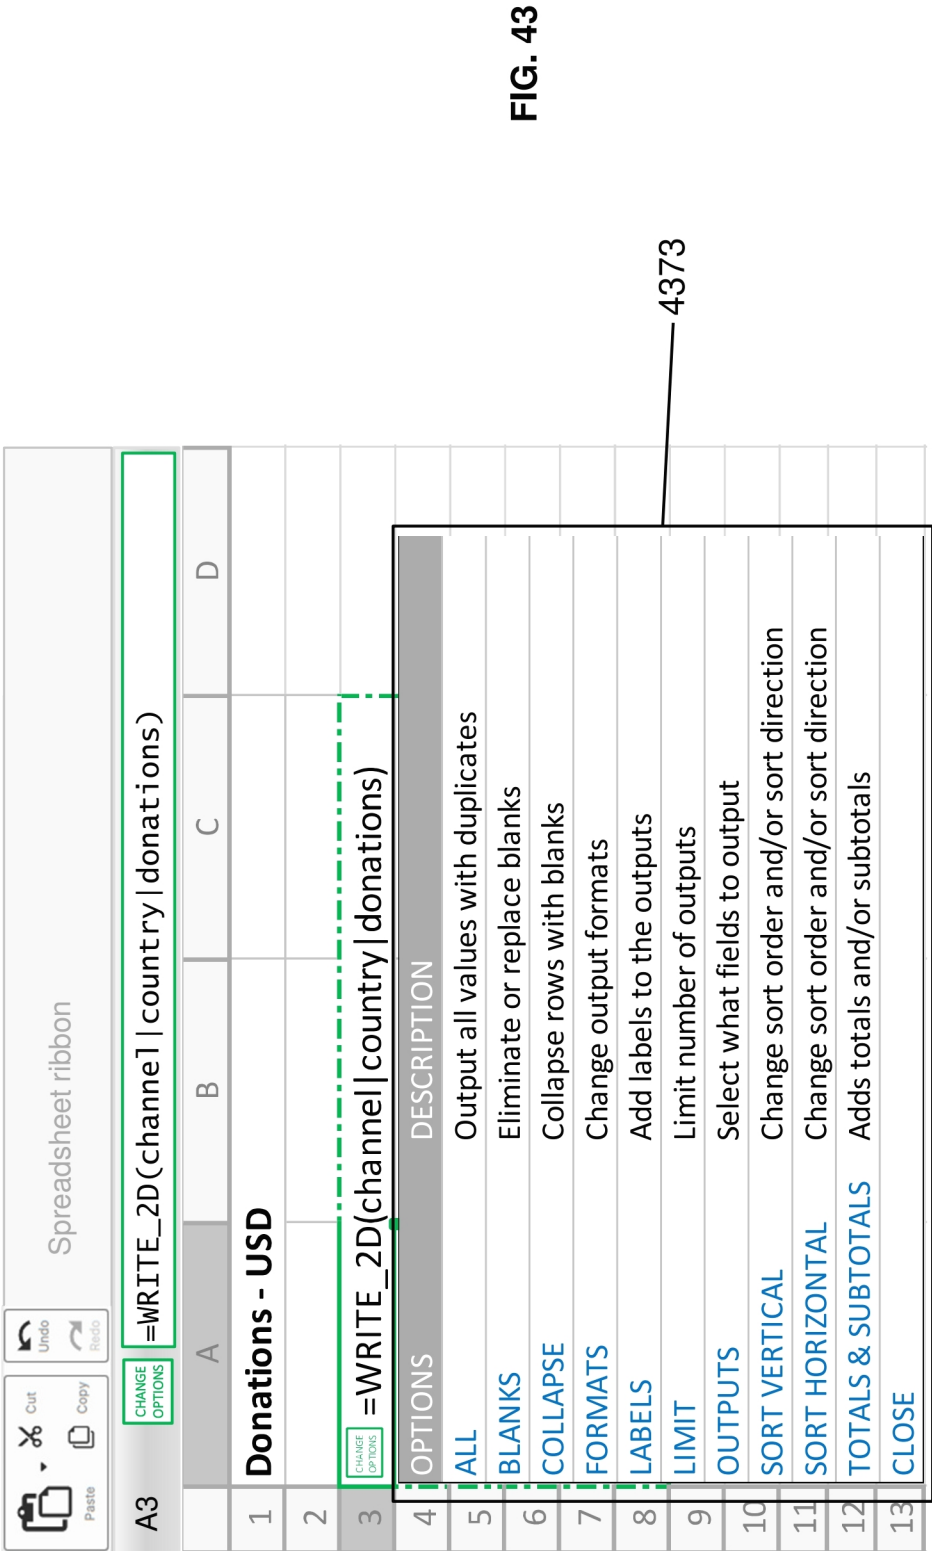 Paste
Cut
Copy
Undo
Redo
Spreadsheet ribbon
A3
CHANGE
OPTIONS
=WRITE_2D(channel|country|donations)
A B C D
1 Donations - USD
2
3 CHANGE
OPTIONS
=WRITE_2D(channel|country|donations)
4 OPTIONS DESCRIPTION
5 ALL Output all values with duplicates
BLANKS Eliminate or replace blanks
6 COLLAPSE Collapse rows with blanks
7 FORMATS Change output formats
8 LABELS Add labels to the outputs
9 LIMIT Limit number of outputs
OUTPUTS Select what fields to output
10 SORT VERTICAL Change sort order and/or sort direction
11 SORT HORIZONTAL Change sort order and/or sort direction
12 TOTALS & SUBTOTALS Adds totals and/or subtotals
13 CLOSE
4373
FIG. 43